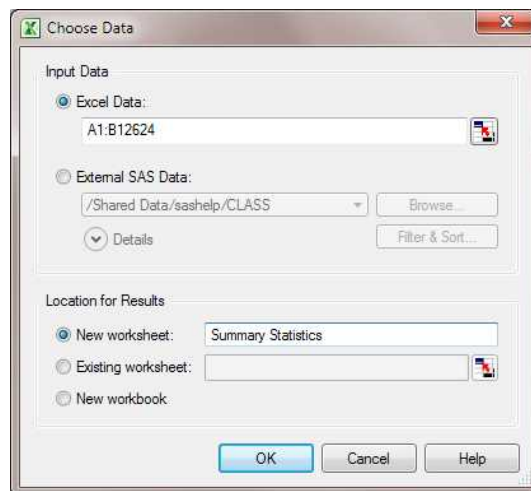 Choose Data
Input Data
Excel Data:
A1:B12624
External SAS Data:
/Shared Data/sashelp/CLASS
Browse...
Details
Filter & Sort...
Location for Results
New worksheet: Summary Statistics
Existing worksheet:
New workbook
OK Cancel Help